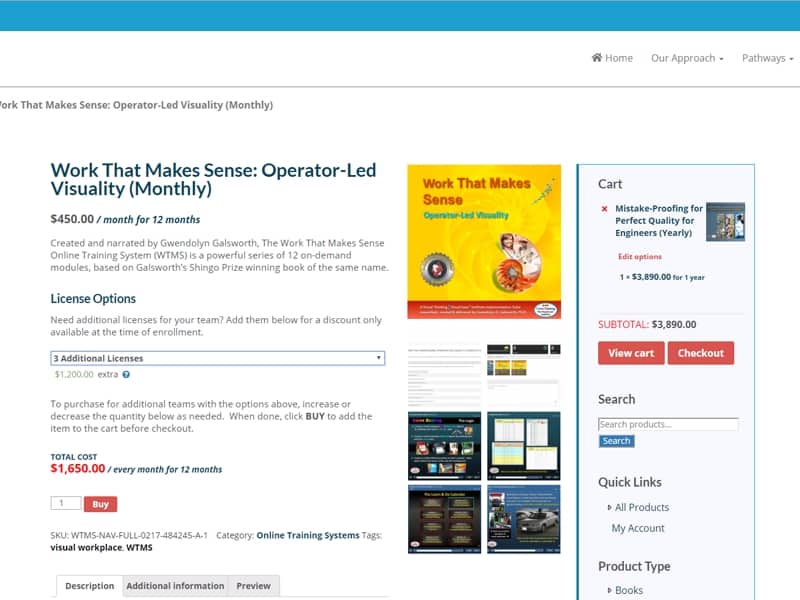 Home
Our Approach
Pathways
Work That Makes Sense: Operator-Led Visuality (Monthly)
Work That Makes Sense: Operator-Led
Visuality (Monthly)
$450.00 / month for 12 months
Created and narrated by Gwendolyn Galsworth, The Work That Makes Sense
Online Training System (WTMS) is a powerful series of 12 on-demand
modules, based on Galsworth's Shingo Prize winning book of the same name.
License Options
Need additional licenses for your team? Add them below for a discount only
available at the time of enrollment.
3 Additional Licenses
$1,200.00 extra
To purchase for additional teams with the options above, increase or
decrease the quantity below as needed. When done, click BUY to add the
item to the cart before checkout.
TOTAL COST
$1,650.00 / every month for 12 months
1
Buy
SKU: WTMS-NAV-FULL-0217-484245-A-1 Category: Online Training Systems Tags:
visual workplace, WTMS
Description
Additional information
Preview
Work That Makes
Sense
Operator-Led Visuality
Cart
× Mistake-Proofing for
Perfect Quality for
Engineers (Yearly)
Edit options
1 × $3,890.00 for 1 year
SUBTOTAL: $3,890.00
View cart
Checkout
Search
Search products...
Search
Quick Links
All Products
My Account
Product Type
Books